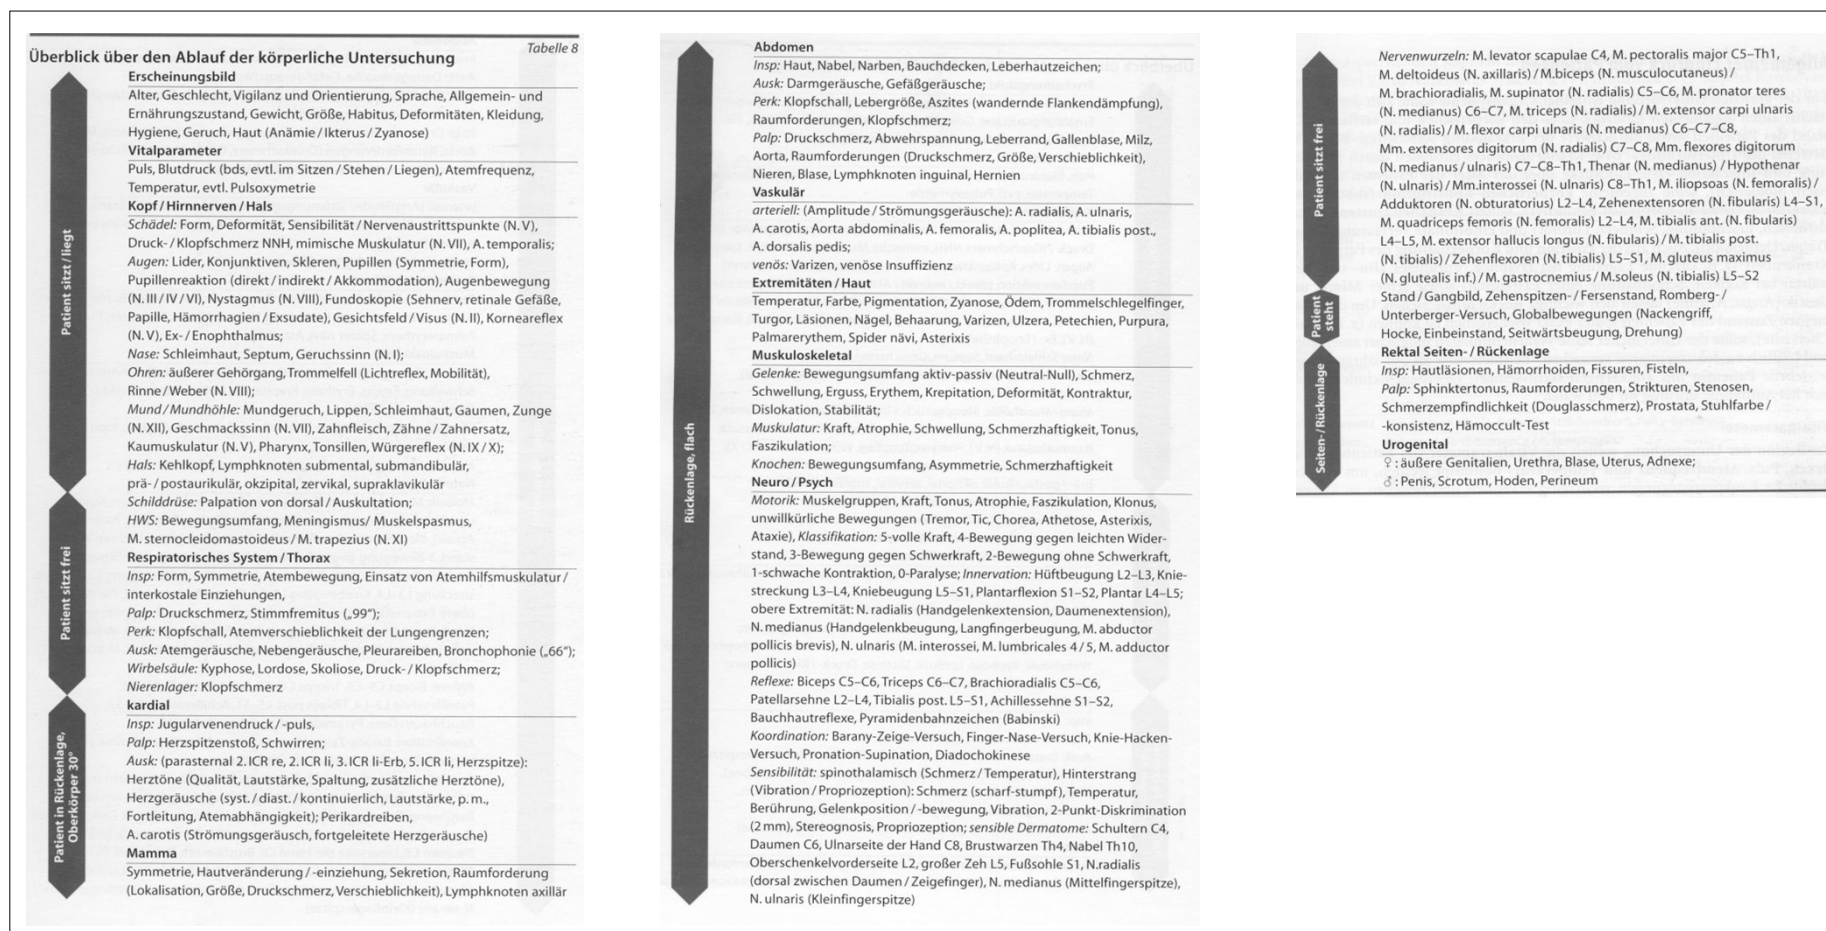 Tabelle 8
Überblick über den Ablauf der körperliche Untersuchung
Patient sitzt / liegt
Erscheinungsbild
Alter, Geschlecht, Vigilanz und Orientierung, Sprache, Allgemein- und
Ernährungszustand, Gewicht, Größe, Habitus, Deformitäten, Kleidung,
Hygiene, Geruch, Haut (Anämie / Ikterus / Zyanose)
Vitalparameter
Puls, Blutdruck (bds, evtl. im Sitzen / Stehen / Liegen), Atemfrequenz,
Temperatur, evtl. Pulsoxymetrie
Kopf / Hirnnerven / Hals
Schädel: Form, Deformität, Sensibilität / Nervenaustrittspunkte (N. V),
Druck- / Klopfschmerz NNH, mimische Muskulatur (N. VII), A. temporalis;
Augen: Lider, Konjunktiven, Skleren, Pupillen (Symmetrie, Form),
Pupillenreaktion (direkt / indirekt / Akkommodation), Augenbewegung
(N. III / IV / VI), Nystagmus (N. VIII), Fundoskopie (Sehnerv, retinale Gefäße,
Papille, Hämorrhagien / Exsudate), Gesichtsfeld / Visus (N. II), Korneareflex
(N. V), Ex- / Enophthalmus;
Nase: Schleimhaut, Septum, Geruchssinn (N. I);
Ohren: äußerer Gehörgang, Trommelfell (Lichtreflex, Mobilität),
Rinne / Weber (N. VIII);
Mund / Mundhöhle: Mundgeruch, Lippen, Schleimhaut, Gaumen, Zunge
(N. XII), Geschmackssinn (N. VII), Zahnfleisch, Zähne / Zahnersatz,
Kaumuskulatur (N. V), Pharynx, Tonsillen, Würgereflex (N. IX / X);
Hals: Kehlkopf, Lymphknoten submental, submandibulär,
prä- / postaurikulär, okzipital, zervikal, supraklavikulär
Patient sitzt frei
Schilddrüse: Palpation von dorsal / Auskultation;
HWS: Bewegungsumfang, Meningismus/ Muskelspasmus,
M. sternocleidomastoideus / M. trapezius (N. XI)
Respiratorisches System / Thorax
Insp: Form, Symmetrie, Atembewegung, Einsatz von Atemhilfsmuskulatur /
interkostale Einziehungen,
Palp: Druckschmerz, Stimmfremitus („99“);
Perk: Klopfschall, Atemverschieblichkeit der Lungengrenzen;
Ausk: Atemgeräusche, Nebengeräusche, Pleurareiben, Bronchophonie („66“);
Wirbelsäule: Kyphose, Lordose, Skoliose, Druck- / Klopfschmerz;
Nierenlager: Klopfschmerz
Patient in Rückenlage,
Oberkörper 30°
kardial
Insp: Jugularvenendruck / -puls,
Palp: Herzspitzenstoß, Schwirren;
Ausk: (parasternal 2. ICR re, 2. ICR li, 3. ICR li-Erb, 5. ICR li, Herzspitze):
Herztöne (Qualität, Lautstärke, Spaltung, zusätzliche Herztöne),
Herzgeräusche (syst. / diast. / kontinuierlich, Lautstärke, p. m.,
Fortleitung, Atemabhängigkeit); Perikardreiben,
A. carotis (Strömungsgeräusch, fortgeleitete Herzgeräusche)
Mamma
Symmetrie, Hautveränderung / -einziehung, Sekretion, Raumforderung
(Lokalisation, Größe, Druckschmerz, Verschieblichkeit), Lymphknoten axillär
Rückenlage, flach
Abdomen
Insp: Haut, Nabel, Narben, Bauchdecken, Leberhautzeichen;
Ausk: Darmgeräusche, Gefäßgeräusche;
Perk: Klopfschall, Lebergröße, Aszites (wandernde Flankendämpfung),
Raumforderungen, Klopfschmerz;
Palp: Druckschmerz, Abwehrspannung, Leberrand, Gallenblase, Milz,
Aorta, Raumforderungen (Druckschmerz, Größe, Verschieblichkeit),
Nieren, Blase, Lymphknoten inguinal, Hernien
Vaskulär
arteriell: (Amplitude / Strömungsgeräusche): A. radialis, A. ulnaris,
A. carotis, Aorta abdominalis, A. femoralis, A. poplitea, A. tibialis post.,
A. dorsalis pedis;
venös: Varizen, venöse Insuffizienz
Extremitäten / Haut
Temperatur, Farbe, Pigmentation, Zyanose, Ödem, Trommelschlegelfinger,
Turgor, Läsionen, Nägel, Behaarung, Varizen, Ulzera, Petechien, Purpura,
Palmarerythem, Spider nävi, Asterixis
Muskuloskeletal
Gelenke: Bewegungsumfang aktiv-passiv (Neutral-Null), Schmerz,
Schwellung, Erguss, Erythem, Krepitation, Deformität, Kontraktur,
Dislokation, Stabilität;
Muskulatur: Kraft, Atrophie, Schwellung, Schmerzhaftigkeit, Tonus,
Faszikulation;
Knochen: Bewegungsumfang, Asymmetrie, Schmerzhaftigkeit
Neuro / Psych
Motorik: Muskelgruppen, Kraft, Tonus, Atrophie, Faszikulation, Klonus,
unwillkürliche Bewegungen (Tremor, Tic, Chorea, Athetose, Asterixis,
Ataxie), Klassifikation: 5-volle Kraft, 4-Bewegung gegen leichten Wider-
stand, 3-Bewegung gegen Schwerkraft, 2-Bewegung ohne Schwerkraft,
1-schwache Kontraktion, 0-Paralyse; Innervation: Hüftbeugung L2–L3, Knie-
streckung L3–L4, Kniebeugung L5–S1, Plantarflexion S1–S2, Plantar L4–L5;
obere Extremität: N. radialis (Handgelenkextension, Daumenextension),
N. medianus (Handgelenkbeugung, Langfingerbeugung, M. abductor
pollicis brevis), N. ulnaris (M. interossei, M. lumbricales 4 / 5, M. adductor
pollicis)
Reflexe: Biceps C5–C6, Triceps C6–C7, Brachioradialis C5–C6,
Patellarsehne L2–L4, Tibialis post. L5–S1, Achillessehne S1–S2,
Bauchhautreflexe, Pyramidenbahnzeichen (Babinski)
Koordination: Barany-Zeige-Versuch, Finger-Nase-Versuch, Knie-Hacken-
Versuch, Pronation-Supination, Diadochokinese
Sensibilität: spinothalamisch (Schmerz / Temperatur), Hinterstrang
(Vibration / Propriozeption): Schmerz (scharf-stumpf), Temperatur,
Berührung, Gelenkposition / -bewegung, Vibration, 2-Punkt-Diskrimination
(2 mm), Stereognosis, Propriozeption; sensible Dermatome: Schultern C4,
Daumen C6, Ulnarseite der Hand C8, Brustwarzen Th4, Nabel Th10,
Oberschenkelvorderseite L2, großer Zeh L5, Fußsohle S1, N.radialis
(dorsal zwischen Daumen / Zeigefinger), N. medianus (Mittelfingerspitze),
N. ulnaris (Kleinfingerspitze)
Patient sitzt frei
Nervenwurzeln: M. levator scapulae C4, M. pectoralis major C5–Th1,
M. deltoideus (N. axillaris) / M.biceps (N. musculocutaneus) /
M. brachioradialis, M. supinator (N. radialis) C5–C6, M. pronator teres
(N. medianus) C6–C7, M. triceps (N. radialis) / M. extensor carpi ulnaris
(N. radialis) / M. flexor carpi ulnaris (N. medianus) C6–C7–C8,
Mm. extensores digitorum (N. radialis) C7–C8, Mm. flexores digitorum
(N. medianus / ulnaris) C7–C8–Th1, Thenar (N. medianus) / Hypothenar
(N. ulnaris) / Mm.interossei (N. ulnaris) C8–Th1, M. iliopsoas (N. femoralis) /
Adduktoren (N. obturatorius) L2–L4, Zehenextensoren (N. fibularis) L4–S1,
M. quadriceps femoris (N. femoralis) L2–L4, M. tibialis ant. (N. fibularis)
L4–L5, M. extensor hallucis longus (N. fibularis) / M. tibialis post.
(N. tibialis) / Zehenflexoren (N. tibialis) L5–S1, M. gluteus maximus
(N. glutealis inf.) / M. gastrocnemius / M.soleus (N. tibialis) L5–S2
Patient
steht
Stand / Gangbild, Zehenspitzen- / Fersenstand, Romberg- /
Unterberger-Versuch, Globalbewegungen (Nackengriff,
Hocke, Einbeinstand, Seitwärtsbeugung, Drehung)
Seiten- / Rückenlage
Rektal Seiten- / Rückenlage
Insp: Hautläsionen, Hämorrhoiden, Fissuren, Fisteln,
Palp: Sphinktertonus, Raumforderungen, Strikturen, Stenosen,
Schmerzempfindlichkeit (Douglasschmerz), Prostata, Stuhlfarbe /
-konsistenz, Hämoccult-Test
Urogenital
♀ : äußere Genitalien, Urethra, Blase, Uterus, Adnexe;
♂ : Penis, Scrotum, Hoden, Perineum